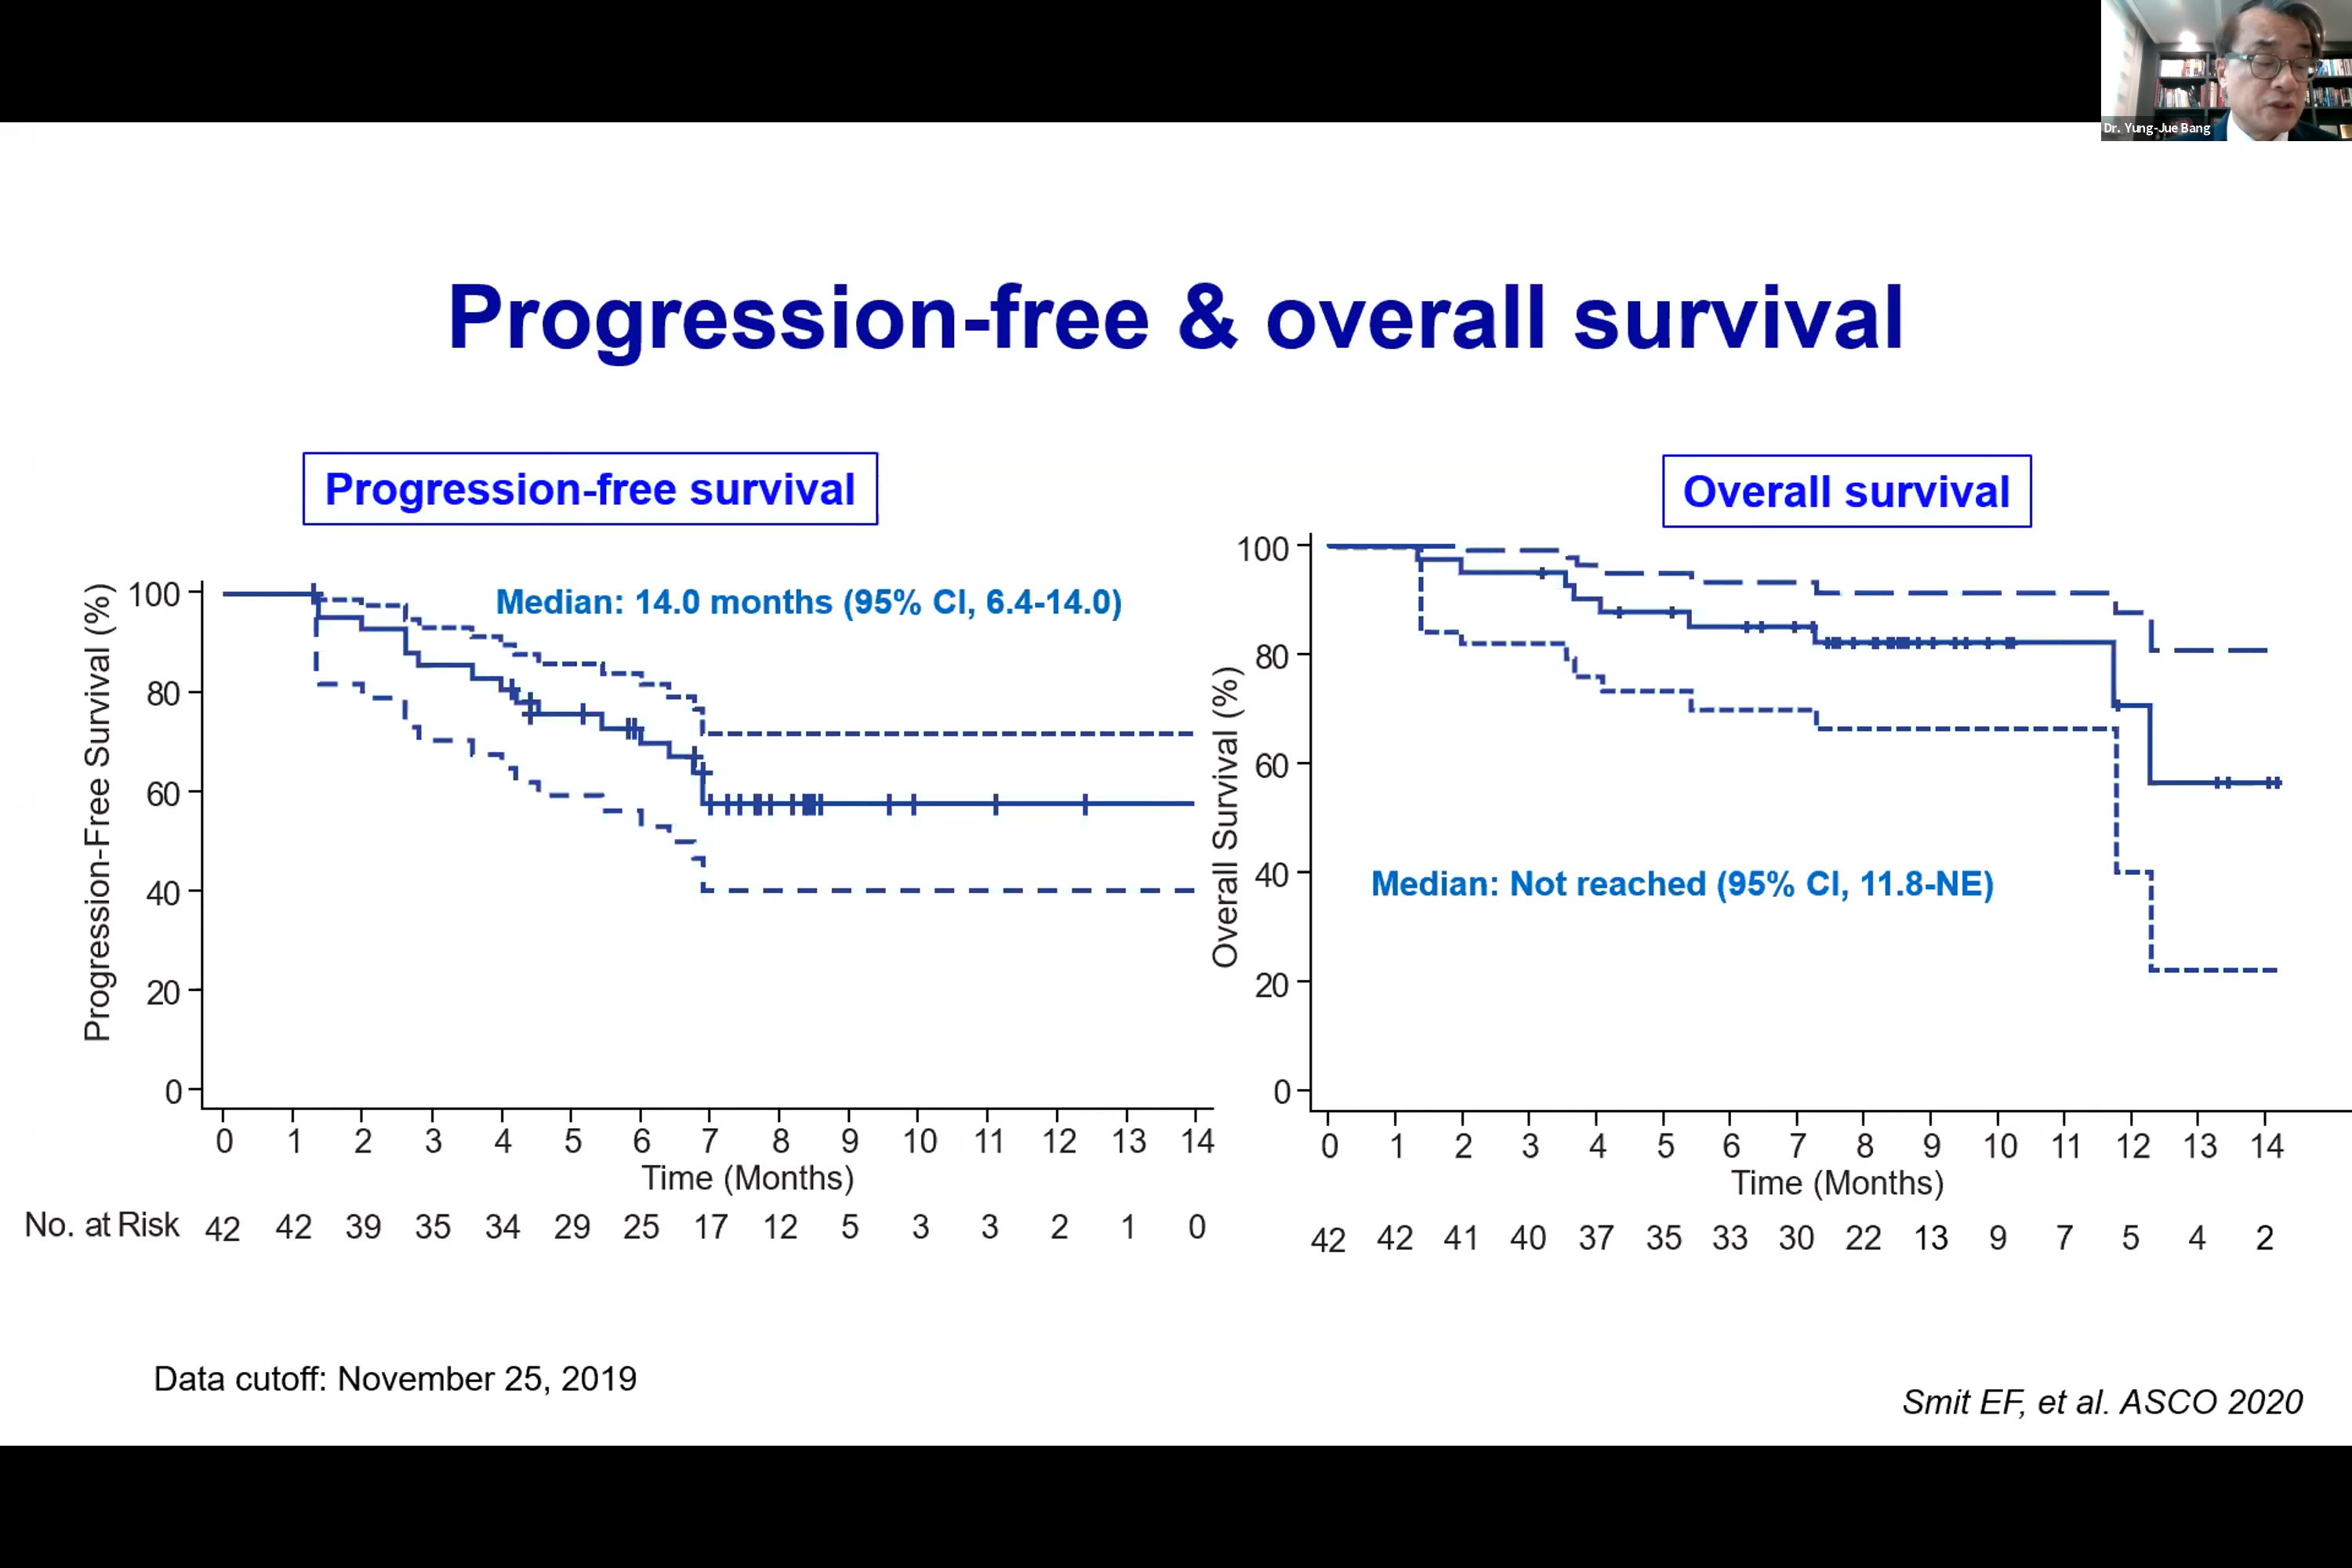 Dr. Yung-Jue Bang
Progression-free & overall survival
Progression-free survival
Median: 14.0 months (95% CI, 6.4-14.0)
Progression-Free Survival (%)
100
80
60
40
20
0
0 1 2 3 4 5 6 7 8 9 10 11 12 13 14
Time (Months)
No. at Risk 42 42 39 35 34 29 25 17 12 5 3 3 2 1 0
Overall survival
Overall Survival (%)
100
80
60
40
20
0
Median: Not reached (95% CI, 11.8-NE)
0 1 2 3 4 5 6 7 8 9 10 11 12 13 14
Time (Months)
42 42 41 40 37 35 33 30 22 13 9 7 5 4 2
Data cutoff: November 25, 2019
Smit EF, et al. ASCO 2020